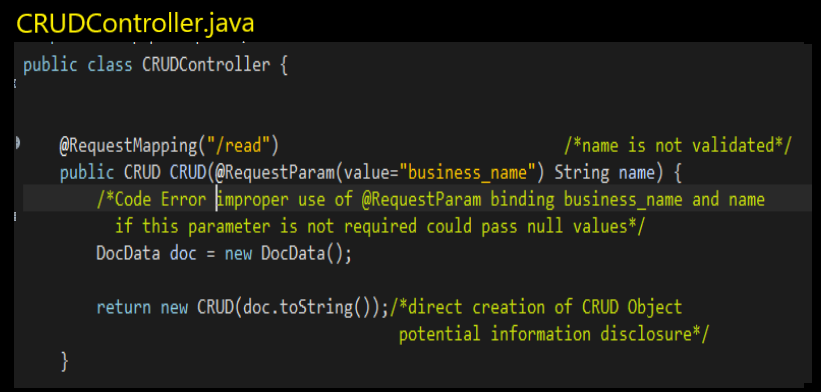 CRUDController.java
public class CRUDController {
@RequestMapping("/read") /*name is not validated*/
public CRUD CRUD(@RequestParam(value="business_name") String name) {
/*Code Error improper use of @RequestParam binding business_name and name
if this parameter is not required could pass null values*/
DocData doc = new DocData();
return new CRUD(doc.toString());/*direct creation of CRUD Object
potential information disclosure*/
}